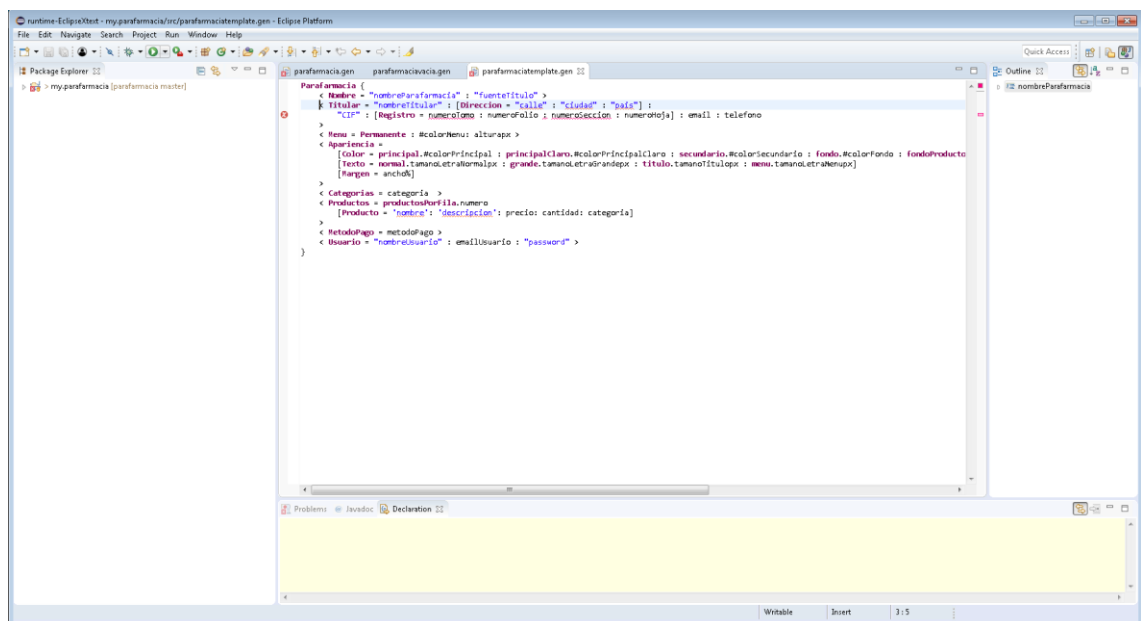 runtime-EclipseXtext - my.parafarmacia/src/parafarmaciatemplate.gen - Eclipse Platform
File Edit Navigate Search Project Run Window Help
Quick Access
Package Explorer
> my.parafarmacia [parafarmacia master]
parafarmacia.gen parafarmaciavacia.gen parafarmaciatemplate.gen
Parafarmacia {
< Nombre = "nombreParafarmacia" : "fuenteTitulo" >
< Titular = "nombreTitular" : [Direccion = "calle" : "ciudad" : "pais"] :
"CIF" : [Registro = numeroTomo : numeroFolio : numeroSeccion : numeroHoja] : email : telefono
>
< Menu = Permanente : #colorMenu: alturapx >
< Apariencia =
[Color = principal.#colorPrincipal : principalClaro.#colorPrincipalClaro : secundario.#colorSecundario : fondo.#colorFondo : fondoProducto
[Texto = normal.tamanoLetraNormalpx : grande.tamanoLetraGrandepx : titulo.tamanoTitulopx : menu.tamanoLetraMenupx]
[Margen = ancho%]
>
< Categorias = categoria >
< Productos = productosPorFila.numero
[Producto = 'nombre': 'descripcion': precio: cantidad: categoria]
>
< MetodoPago = metodoPago >
< Usuario = "nombreUsuario" : emailUsuario : "password" >
}
Outline
nombreParafarmacia
Problems Javadoc Declaration
Writable Insert 3:5